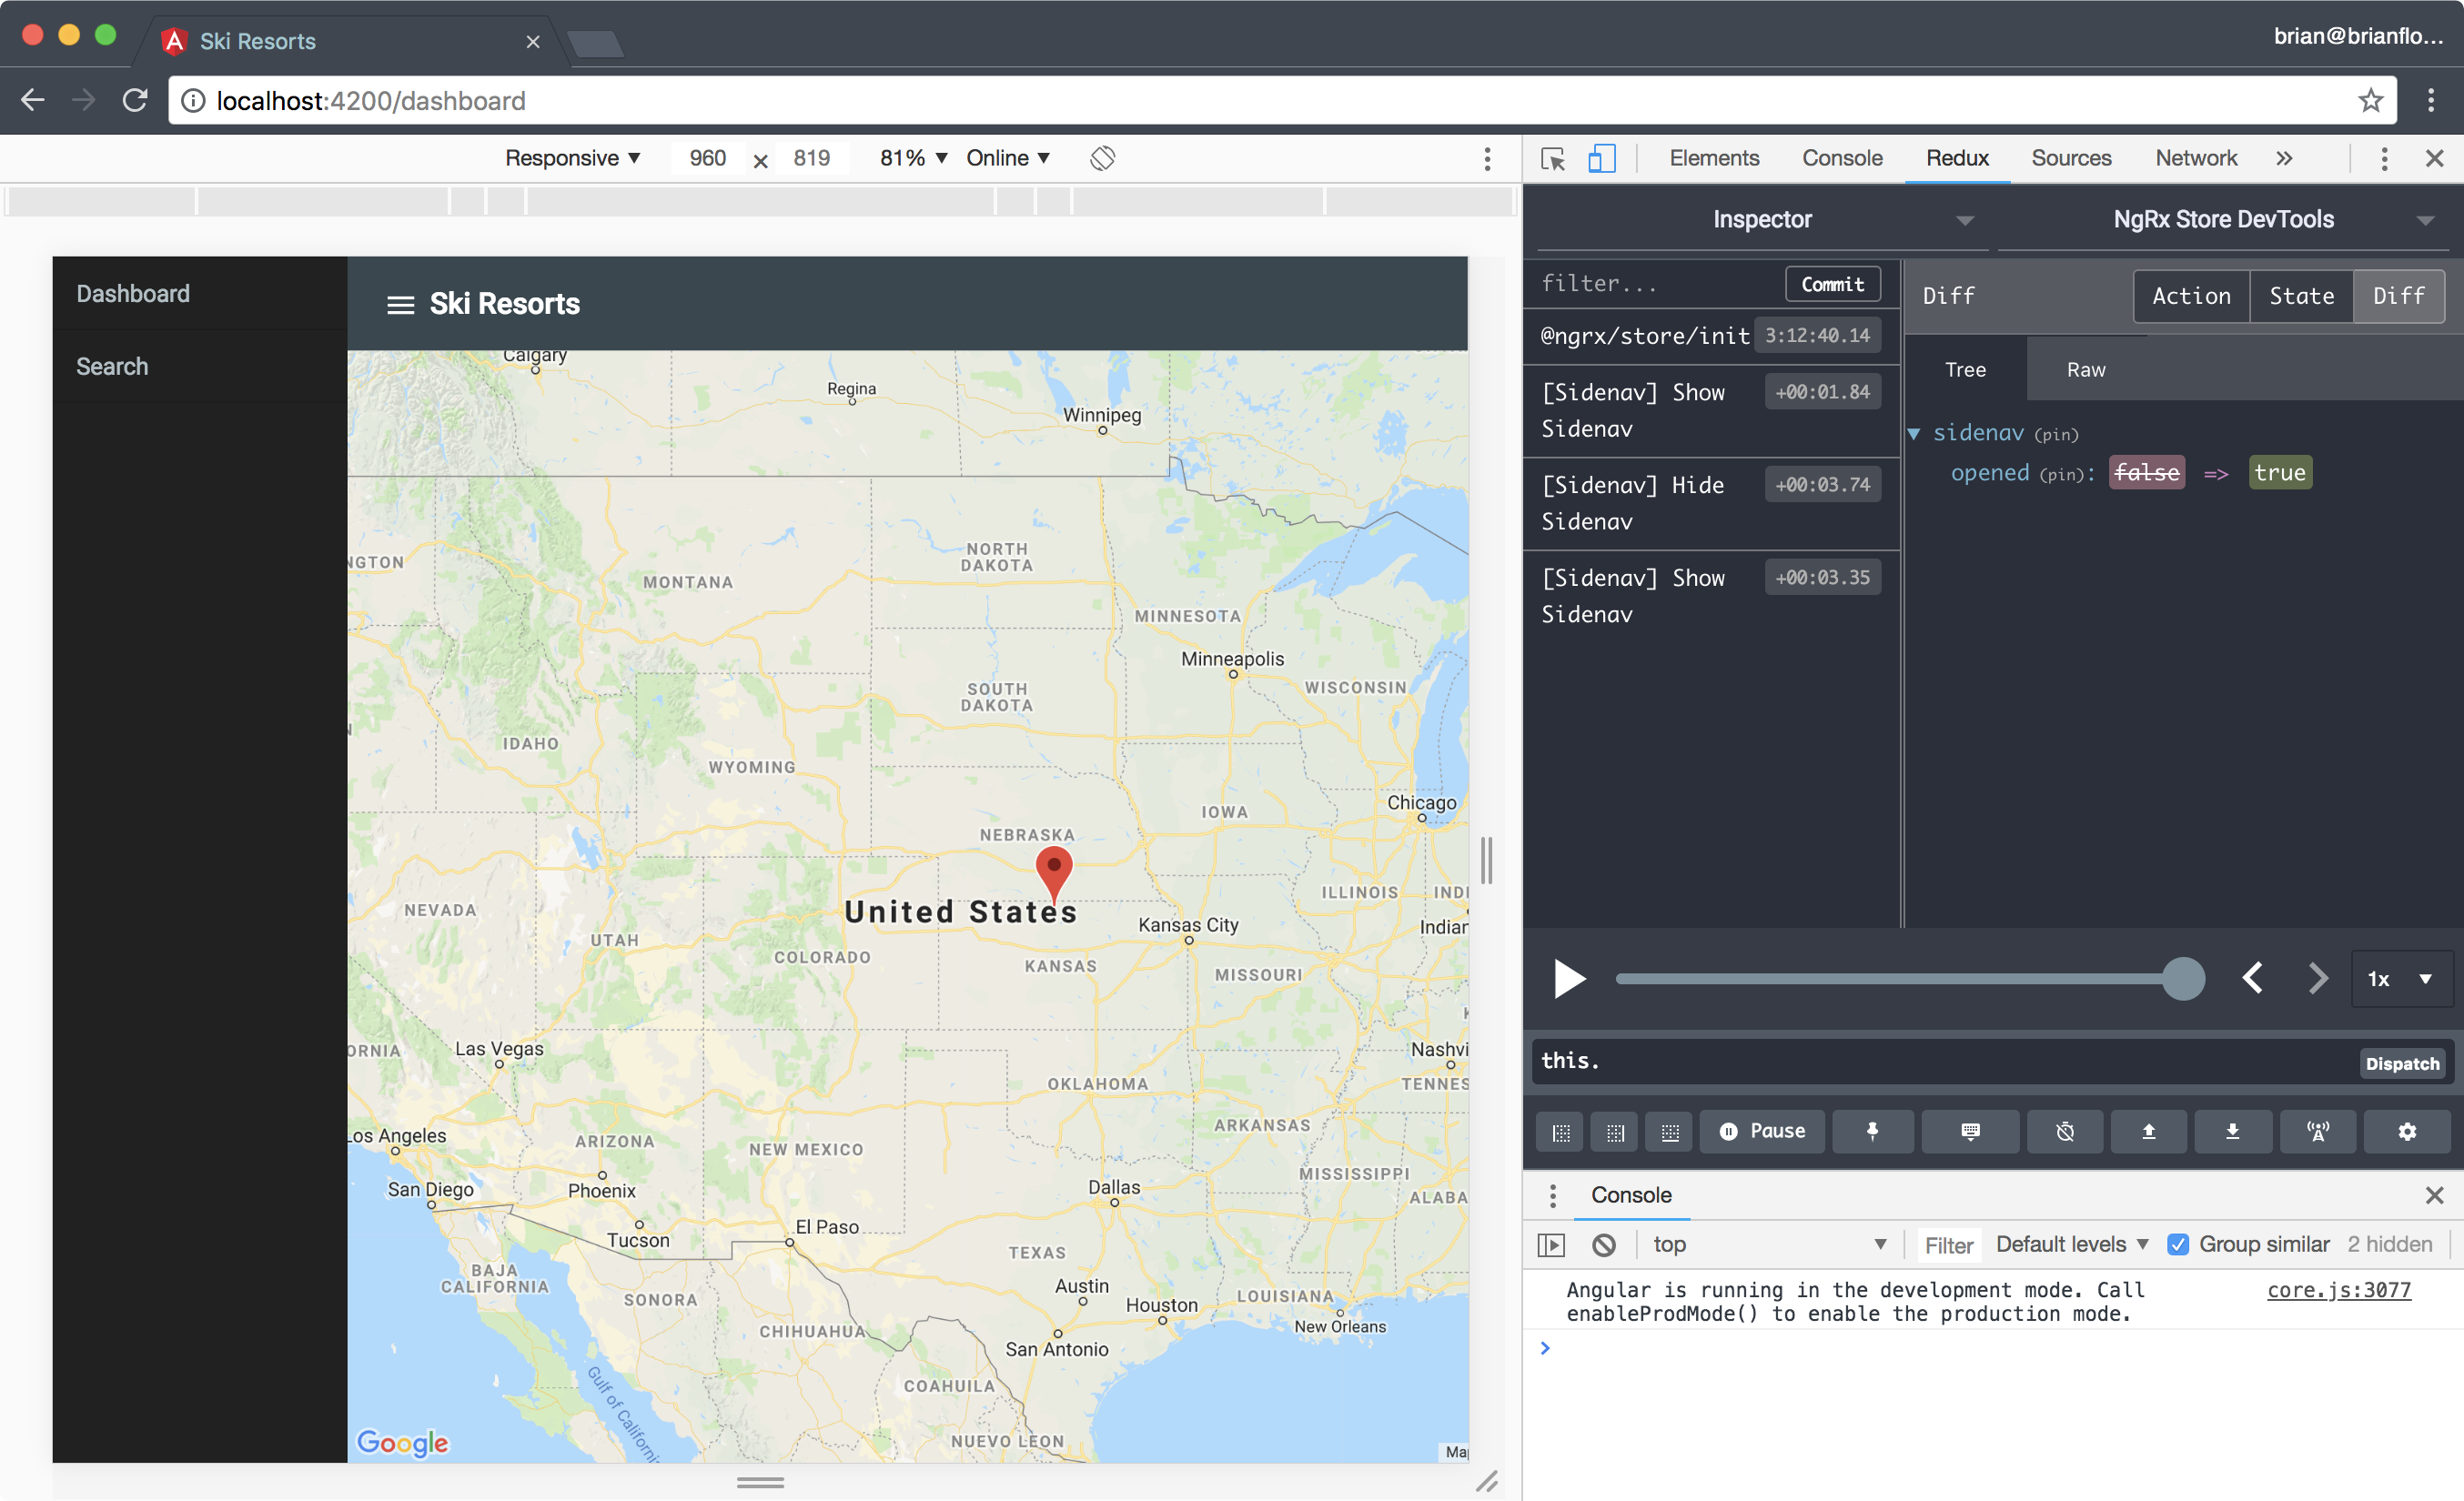 Ski Resorts
brian@brianflo...
localhost:4200/dashboard
Responsive 960 × 819 81% Online
Elements Console Redux Sources Network
Inspector NgRx Store DevTools
Dashboard
Search
Ski Resorts
filter... Commit
@ngrx/store/init 3:12:40.14
[Sidenav] Show Sidenav +00:01.84
[Sidenav] Hide Sidenav +00:03.74
[Sidenav] Show Sidenav +00:03.35
Diff Action State Diff
Tree Raw
sidenav (pin)
opened (pin): false => true
Calgary
Regina
Winnipeg
NGTON
NORTH
DAKOTA
MONTANA
MINNESOTA
Minneapolis
WISCONSIN
SOUTH
DAKOTA
IDAHO
WYOMING
Chicago
IOWA
NEBRASKA
ILLINOIS INDI
NEVADA
United States
Kansas City
Indian
UTAH
COLORADO
KANSAS
MISSOURI
ORNIA
Las Vegas
Nashvi
OKLAHOMA
TENNES
ARKANSAS
Los Angeles
ARIZONA
NEW MEXICO
MISSISSIPPI
San Diego
Phoenix
Dallas
ALABA
El Paso
Tucson
TEXAS
BAJA
CALIFORNIA
Austin
LOUISIANA
SONORA
Houston
New Orleans
CHIHUAHUA
San Antonio
Gulf of California
COAHUILA
Google
NUEVO LEON
Map
1x
this. Dispatch
Pause
Console
top Filter Default levels Group similar 2 hidden
Angular is running in the development mode. Call core.js:3077
enableProdMode() to enable the production mode.